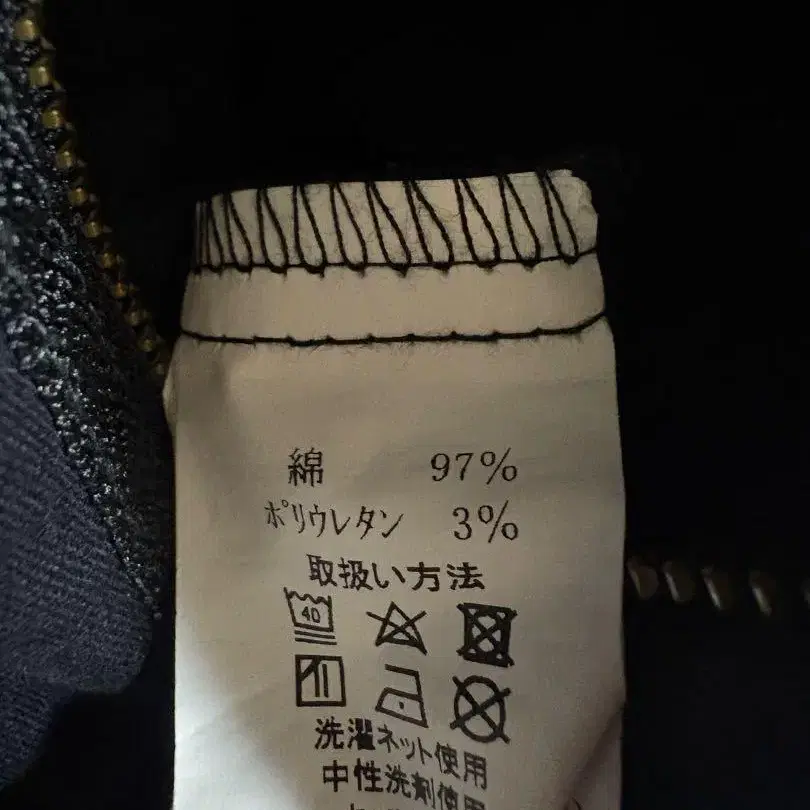 綿 97%
ポリウレタン 3%
取扱い方法
40
洗濯ネット使用
中性洗剤使用